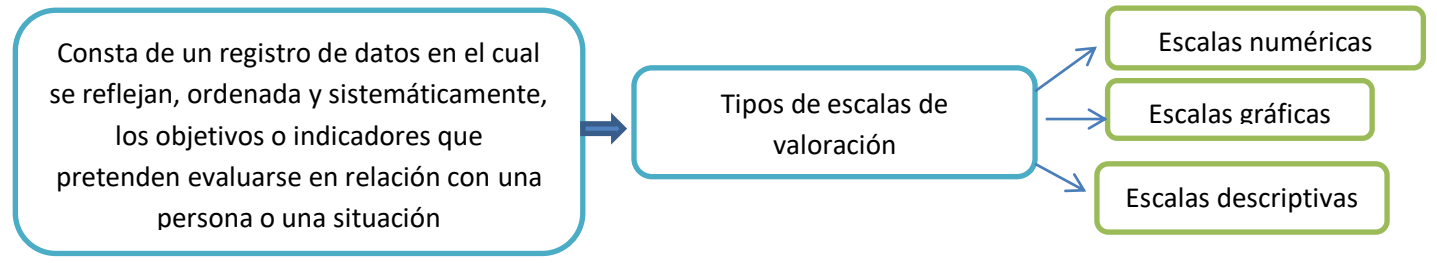 Consta de un registro de datos en el cual
se reflejan, ordenada y sistemáticamente,
los objetivos o indicadores que
pretenden evaluarse en relación con una
persona o una situación
Tipos de escalas de
valoración
Escalas numéricas
Escalas gráficas
Escalas descriptivas